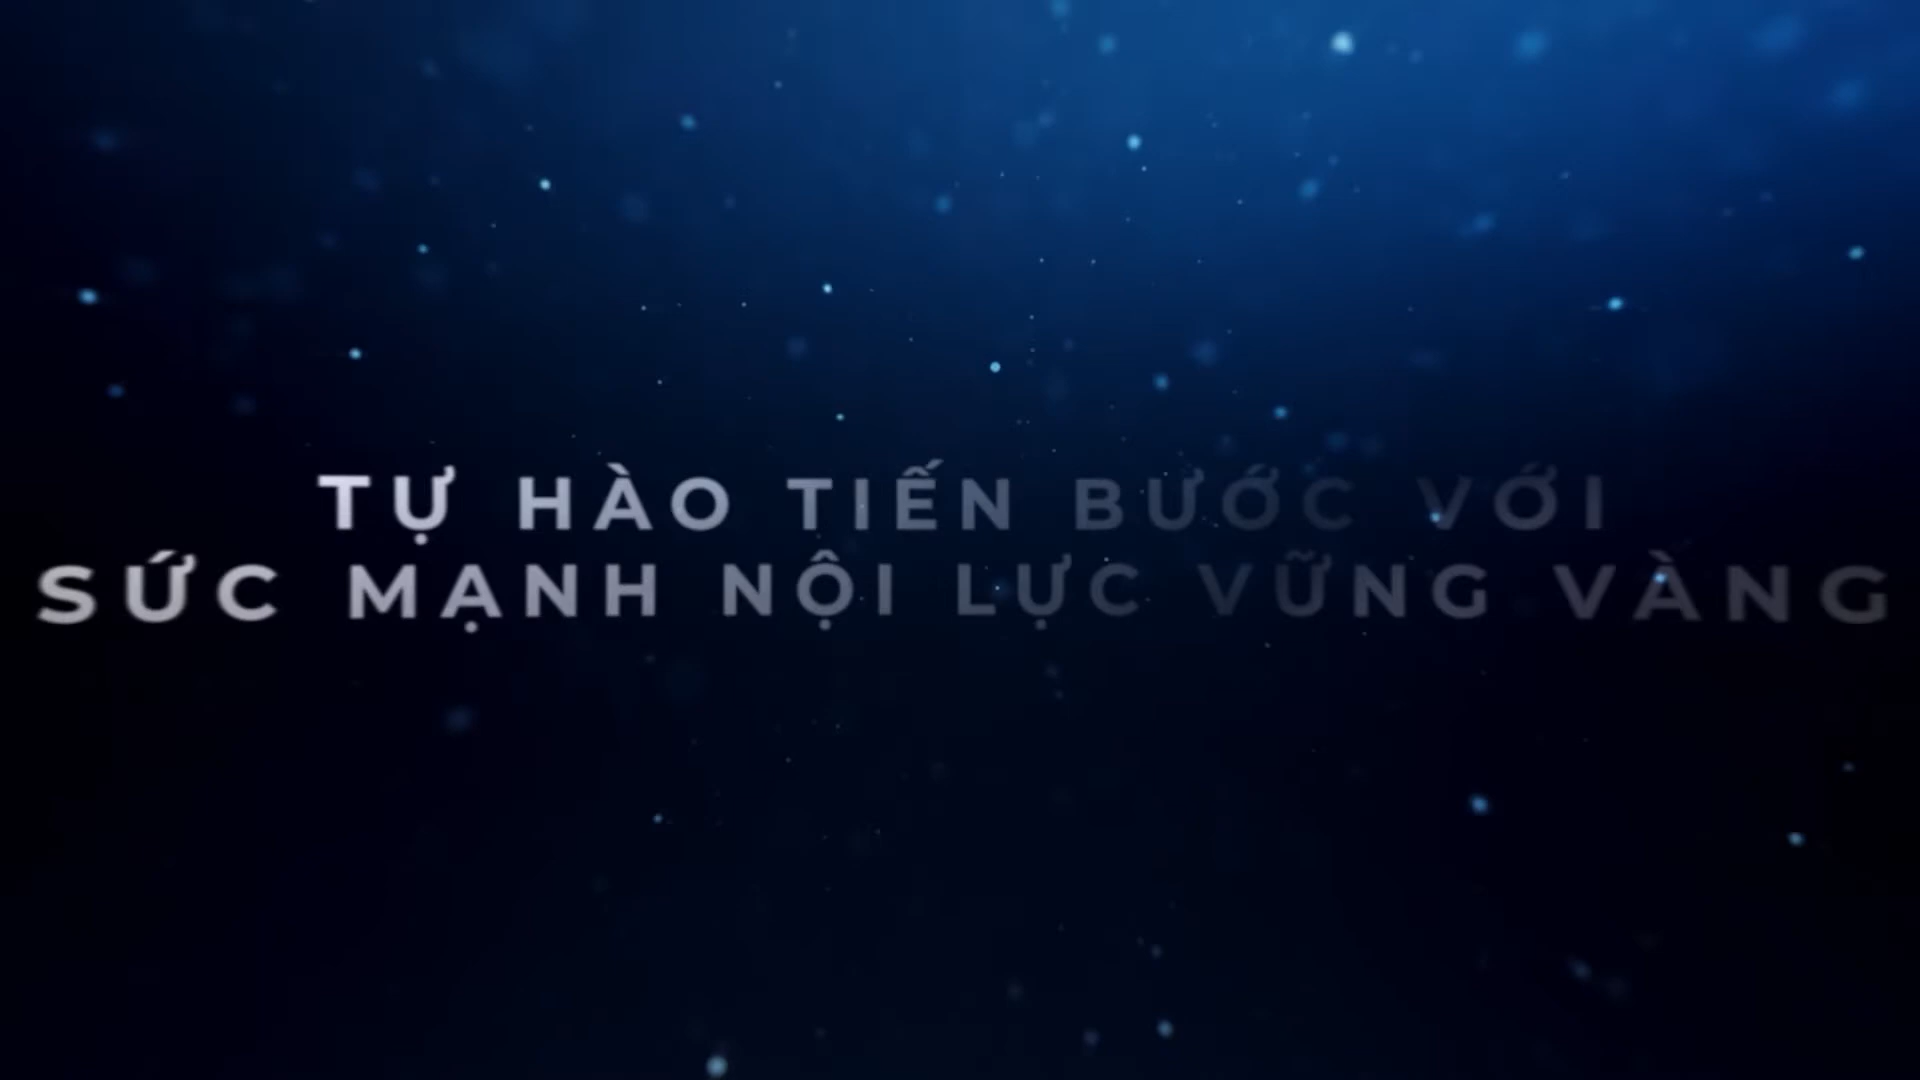 TỰ HÀO TIẾN BƯỚC VỚI
SỨC MẠNH NỘI LỰC VỮNG VÀNG